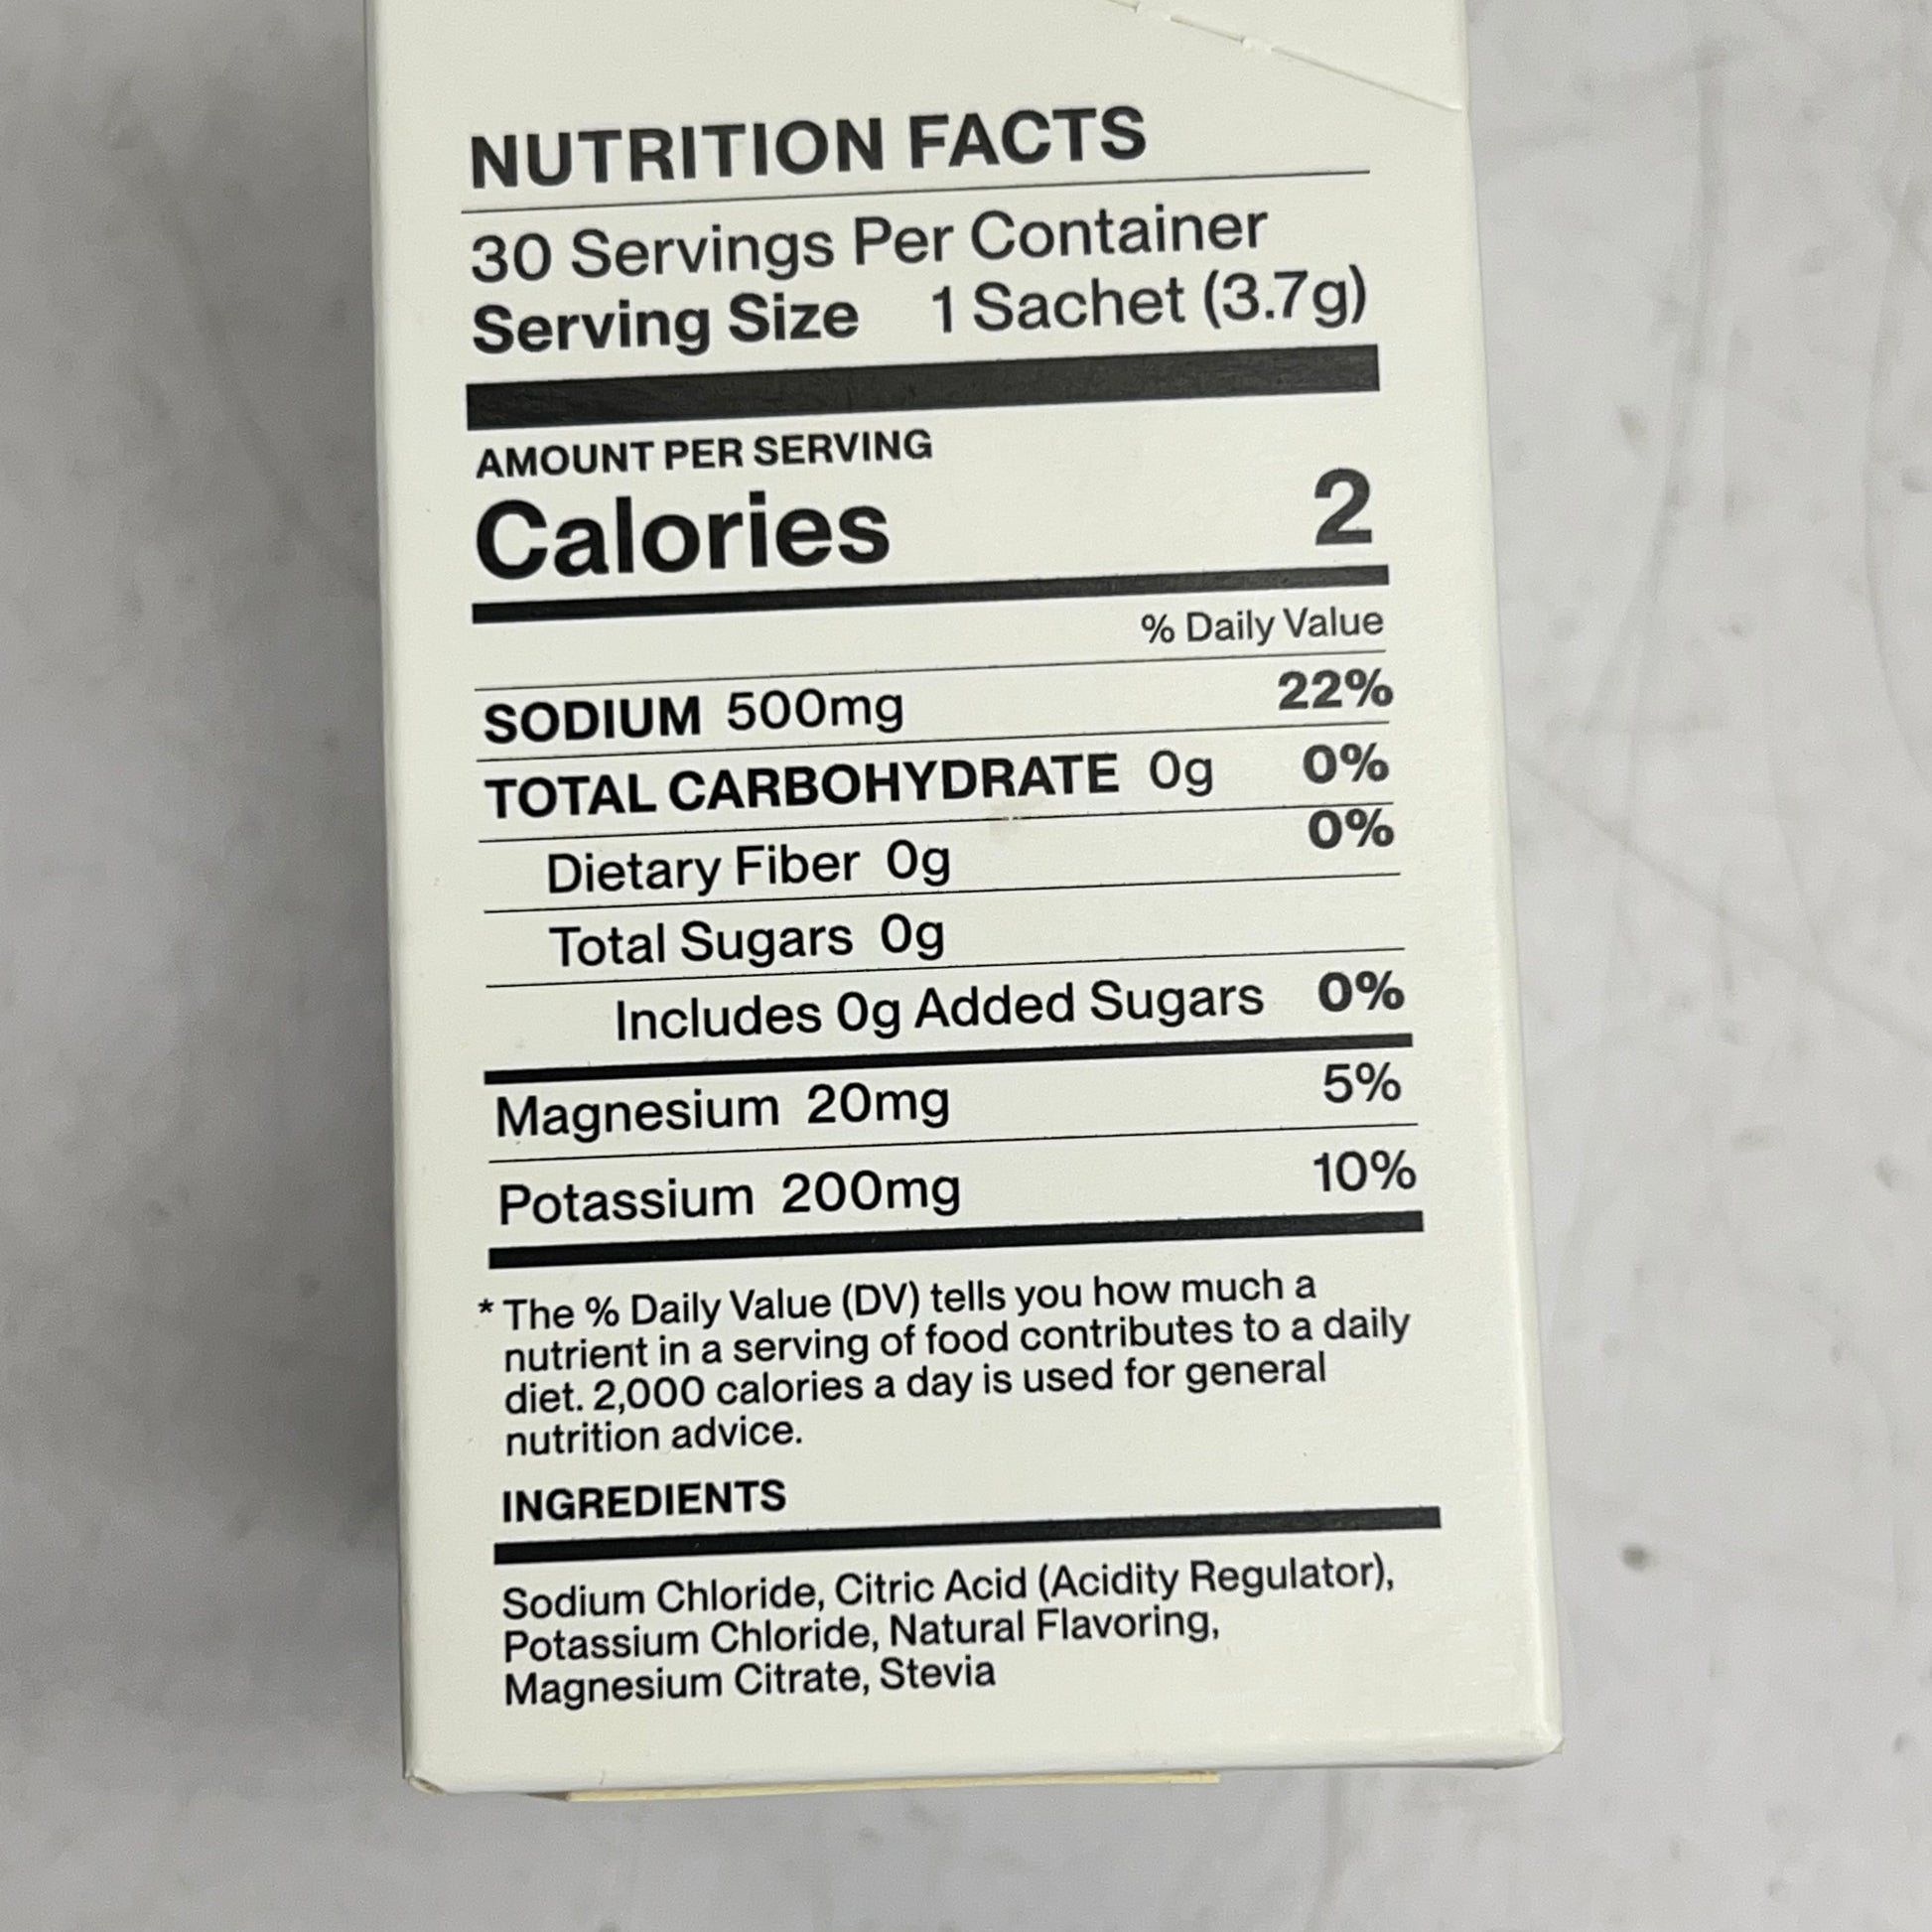 NUTRITION FACTS
30 Servings Per Container
Serving Size 1 Sachet (3.7g)
AMOUNT PER SERVING
Calories 2
% Daily Value
SODIUM 500mg 22%
TOTAL CARBOHYDRATE 0g 0%
Dietary Fiber 0g 0%
Total Sugars 0g
Includes 0g Added Sugars 0%
Magnesium 20mg 5%
Potassium 200mg 10%
* The % Daily Value (DV) tells you how much a
nutrient in a serving of food contributes to a daily
diet. 2,000 calories a day is used for general
nutrition advice.
INGREDIENTS
Sodium Chloride, Citric Acid (Acidity Regulator),
Potassium Chloride, Natural Flavoring,
Magnesium Citrate, Stevia